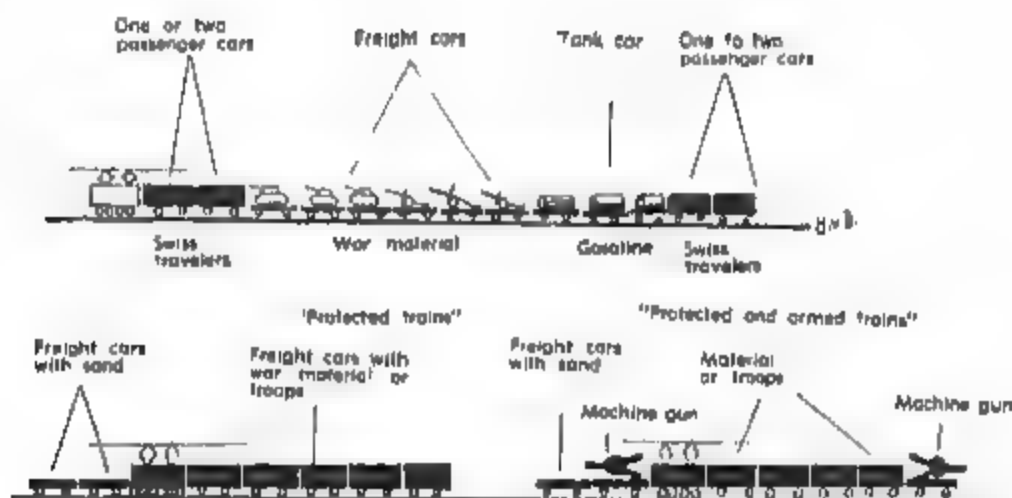 One or two
passenger cars
Freight cars
Tank car
One to two
passenger cars
Swiss
travelers
War material
Gasoline
Swiss
travelers
"Protected trains"
"Protected and armed trains"
Freight cars
with sand
Freight cars with
war material or
troops
Freight cars
with sand
Material
or troops
Machine gun
Machine gun